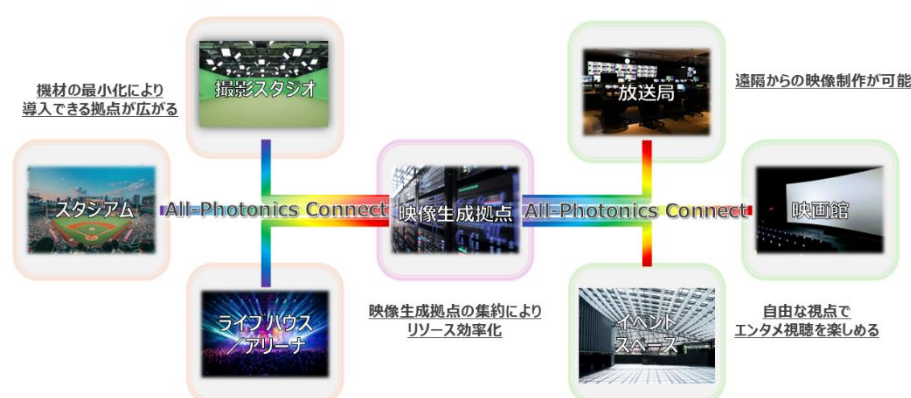 撮影スタジオ
放送局
機材の最小化により
導入できる拠点が広がる
遠隔からの映像制作が可能
スタジアム
All-Photonics Connect
映像生成拠点
All-Photonics Connect
映画館
ライブハウス
／アリーナ
映像生成拠点の集約により
リソース効率化
イベント
スペース
自由な視点で
エンタメ視聴を楽しめる